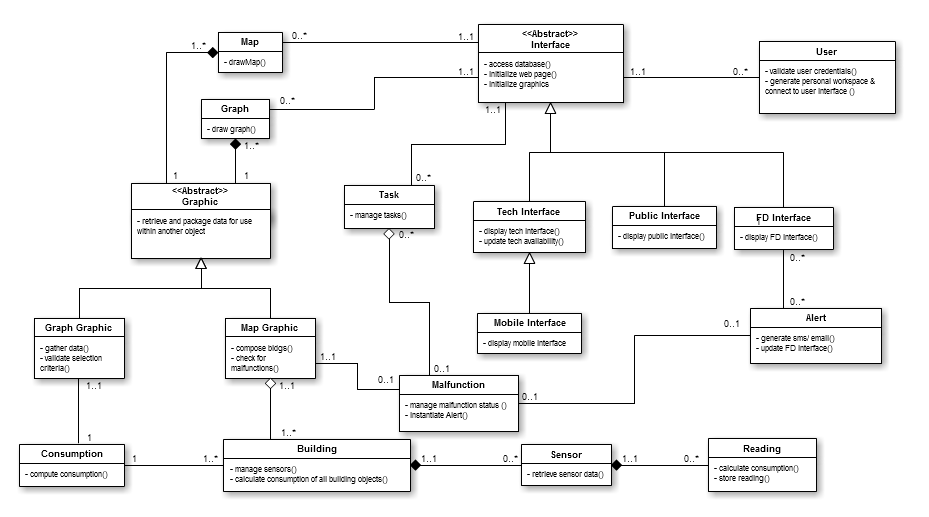 <<Abstract>>
Interface
- access database()
- initialize web page()
- initialize graphics
Map
- drawMap()
1..*
0..*
1..1
User
- validate user credentials()
- generate personal workspace &
connect to user interface ()
1..1
0..*
1..1
0..*
Graph
- draw graph()
1..*
1..1
1
1
<<Abstract>>
Graphic
- retrieve and package data for use
within another object
0..*
Task
- manage tasks()
0..*
Tech Interface
- display tech interface()
- update tech availability()
Public Interface
- display public interface()
FD Interface
- display FD interface()
0..*
0..*
Graph Graphic
- gather data()
- validate selection
criteria()
1..1
Map Graphic
- compose bldgs()
- check for
malfunctions()
1..1
1..1
Mobile Interface
- display mobile interface
Alert
- generate sms/ email()
- update FD interface()
0..1
0..1
0..1
Malfunction
- manage malfunction status ()
- instantiate Alert()
0..1
1
1..*
Consumption
- compute consumption()
1
1..*
Building
- manage sensors()
- calculate consumption of all building objects()
1..1
0..*
Sensor
- retrieve sensor data()
1..1
0..*
Reading
- calculate consumption()
- store reading()